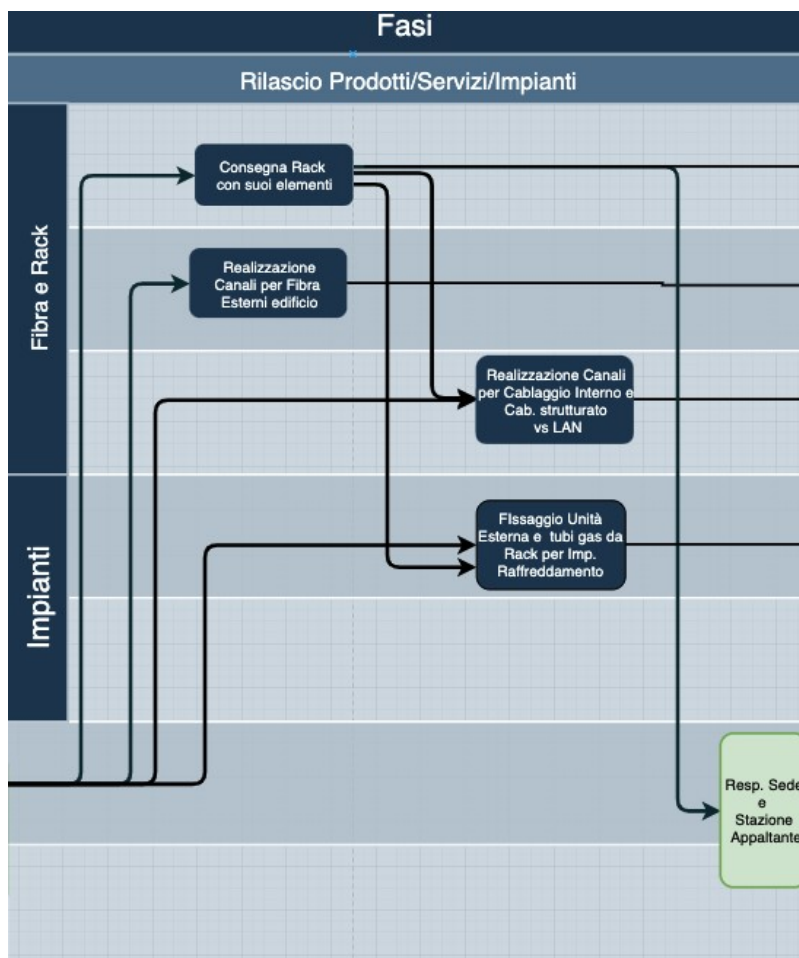 Fasi
Rilascio Prodotti/Servizi/Impianti
Fibra e Rack
Consegna Rack
con suoi elementi
Realizzazione
Canali per Fibra
Esterni edificio
Realizzazione Canali
per Cablaggio Interno e
Cab. strutturato
vs LAN
Impianti
FIssaggio Unità
Esterna e tubi gas da
Rack per Imp.
Raffreddamento
Resp. Sede
e
Stazione
Appaltante